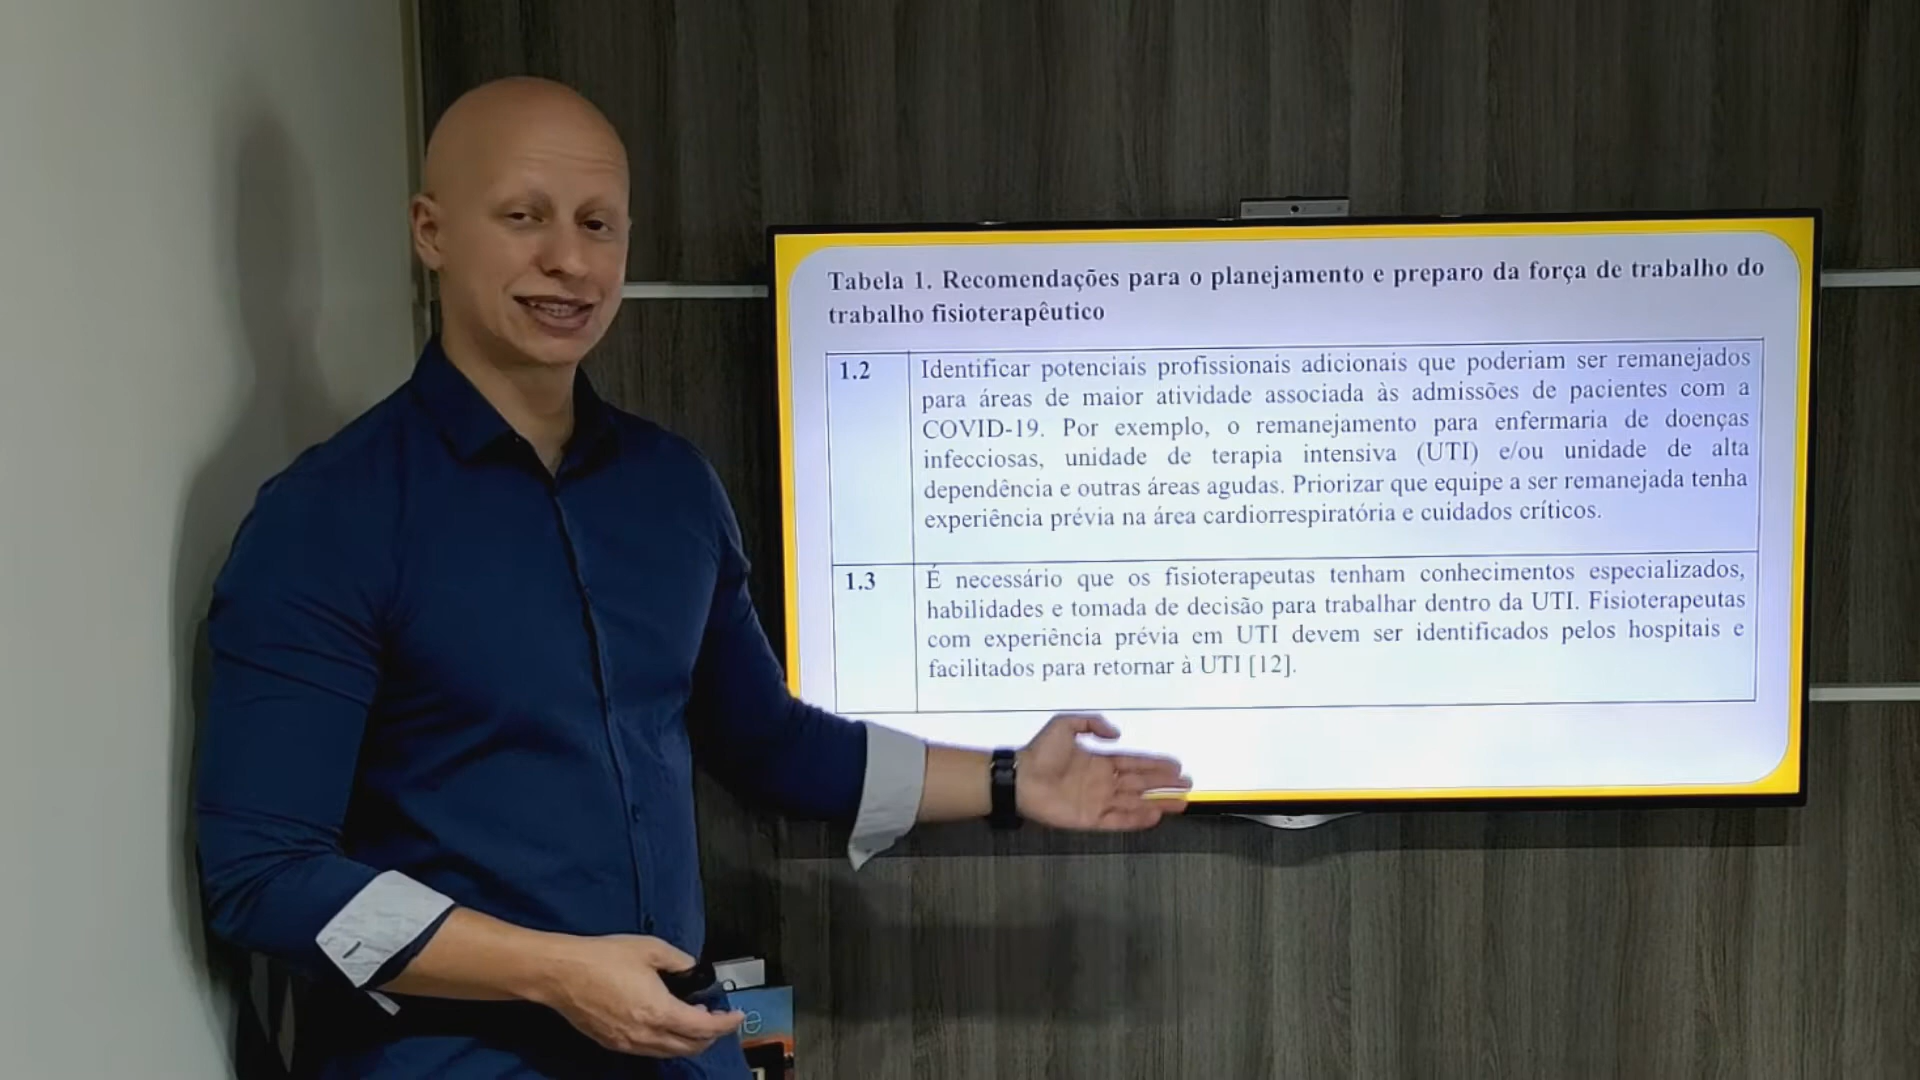 Tabela 1. Recomendações para o planejamento e preparo da força de trabalho do
trabalho fisioterapêutico
1.2
Identificar potenciais profissionais adicionais que poderiam ser remanejados
para áreas de maior atividade associada às admissões de pacientes com a
COVID-19. Por exemplo, o remanejamento para enfermaria de doenças
infecciosas, unidade de terapia intensiva (UTI) e/ou unidade de alta
dependência e outras áreas agudas. Priorizar que equipe a ser remanejada tenha
experiência prévia na área cardiorrespiratória e cuidados críticos.
1.3
É necessário que os fisioterapeutas tenham conhecimentos especializados,
habilidades e tomada de decisão para trabalhar dentro da UTI. Fisioterapeutas
com experiência prévia em UTI devem ser identificados pelos hospitais e
facilitados para retornar à UTI [12].